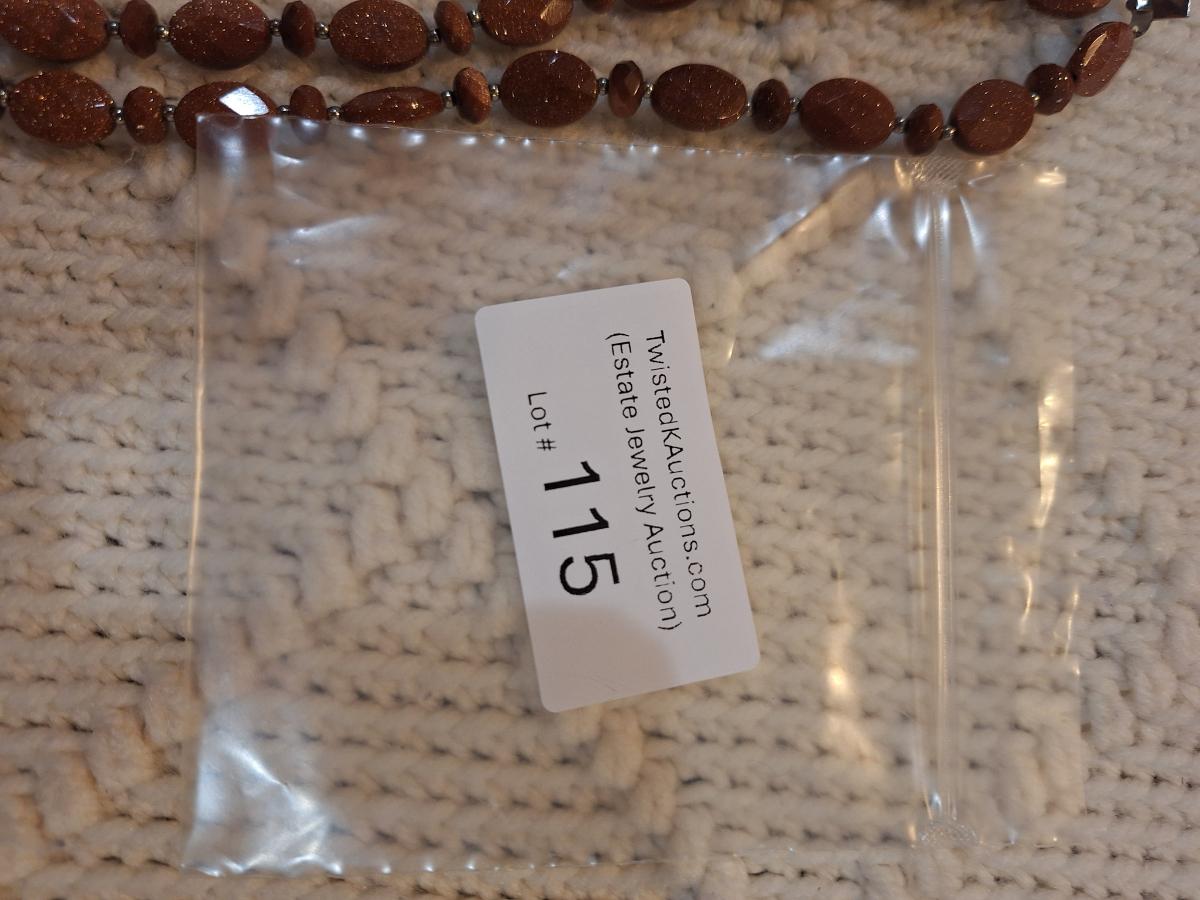 TwistedKAuctions.com
(Estate Jewelry Auction)
Lot # 115